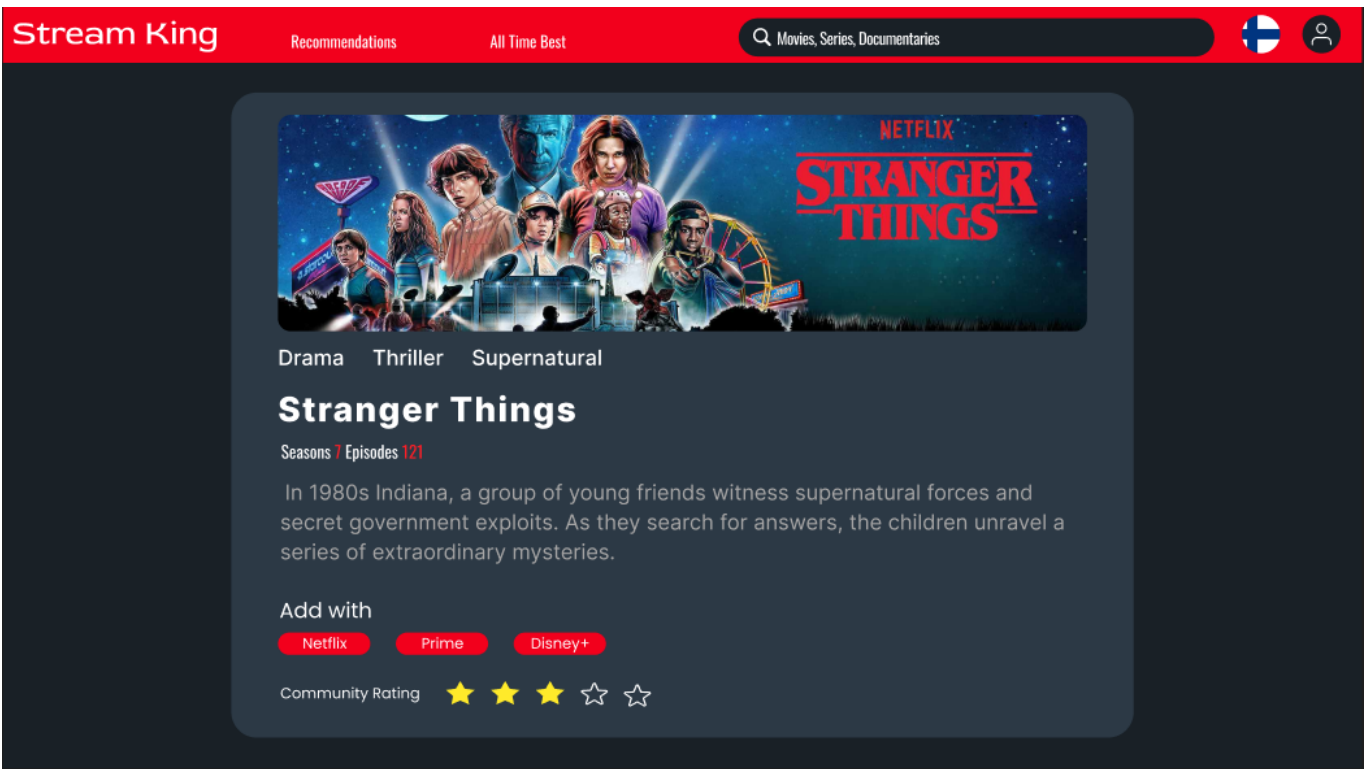 Stream King
Recommendations
All Time Best
Movies, Series, Documentaries
NETFLIX
STRANGER
THINGS
ARCADE
Drama Thriller Supernatural
Stranger Things
Seasons 7 Episodes 121
In 1980s Indiana, a group of young friends witness supernatural forces and
secret government exploits. As they search for answers, the children unravel a
series of extraordinary mysteries.
Add with
Netflix Prime Disney+
Community Rating